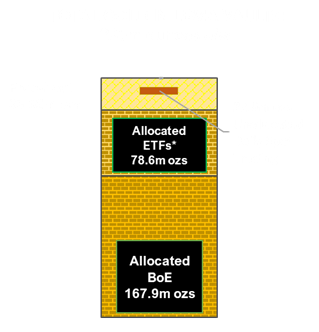 Allocated
ETFs*
78.6m ozs
Allocated
BoE
167.9m ozs